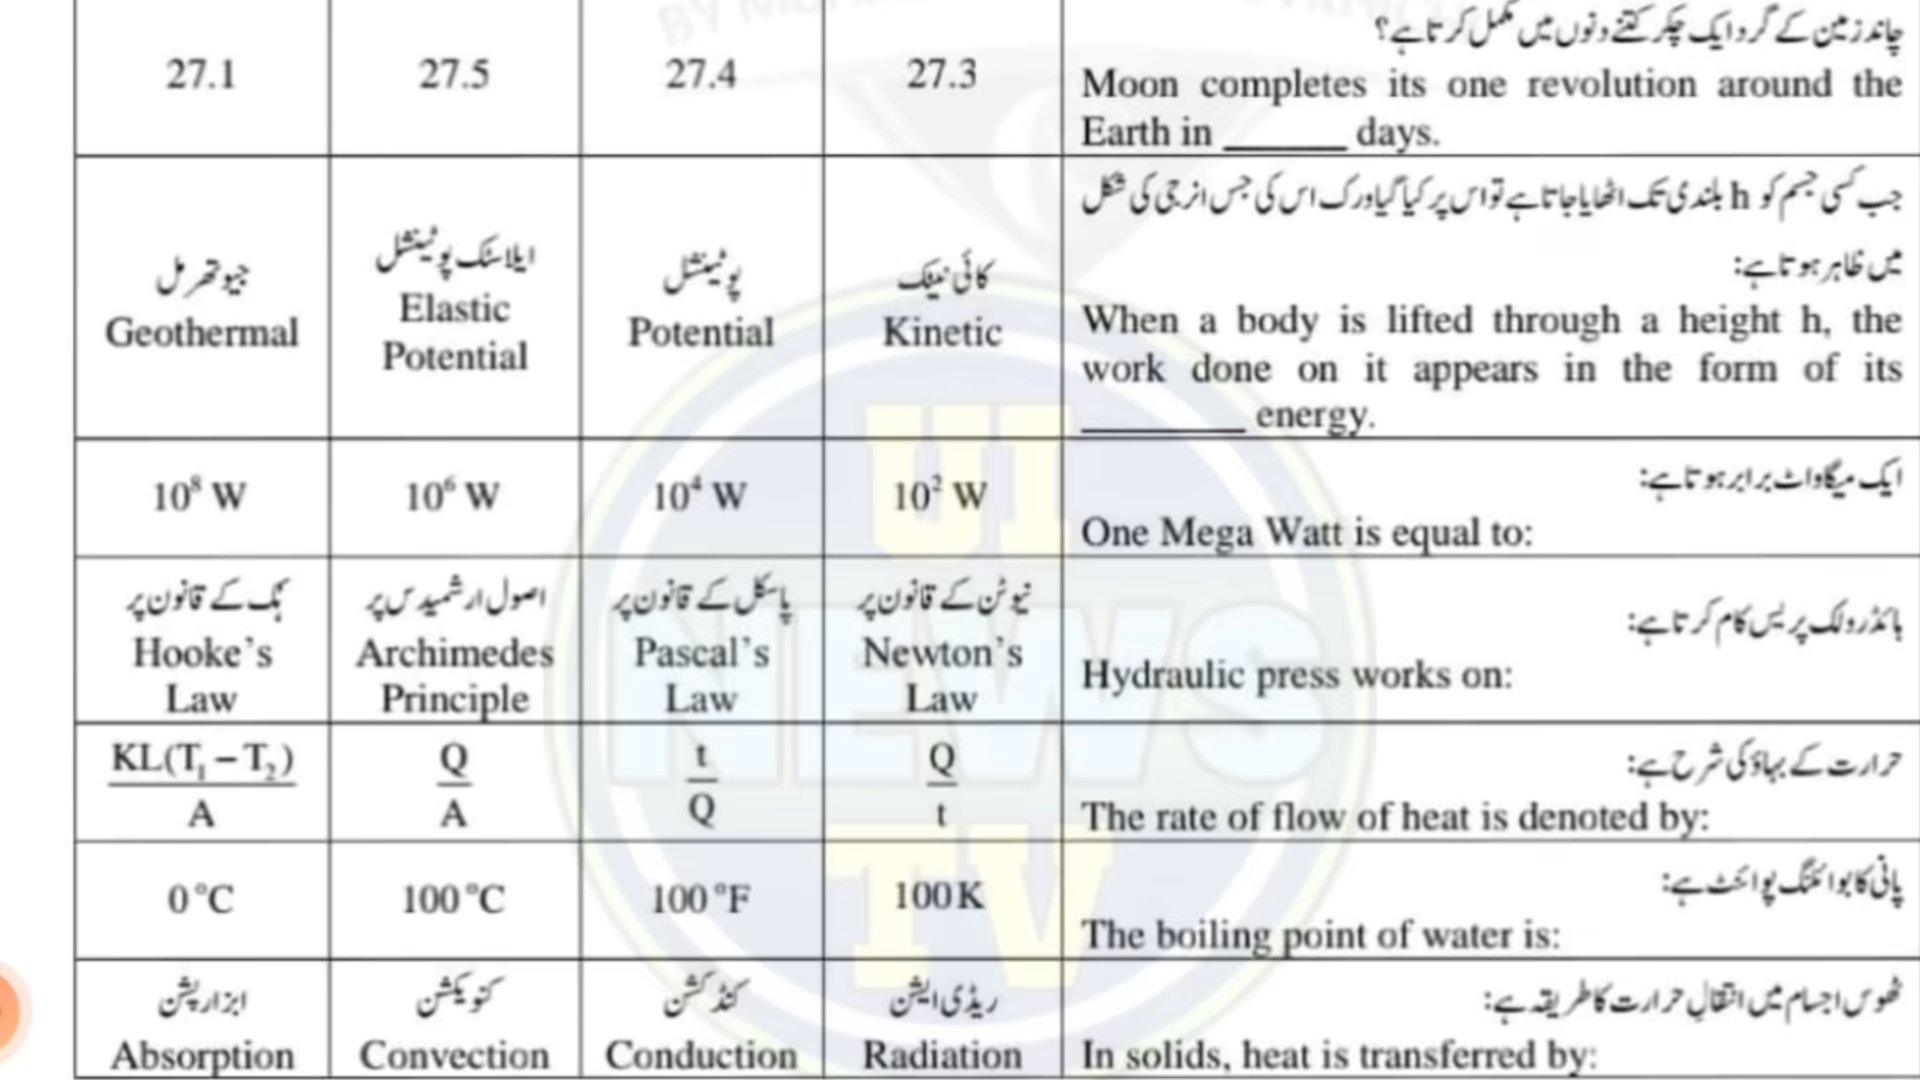 چاند زمین کے گرد ایک چکر کتنے دنوں میں مکمل کرتا ہے؟
Moon completes its one revolution around the
Earth in ______ days.
27.3
27.4
27.5
27.1
جب کسی جسم کو h بلندی تک اٹھایا جاتا ہے تو اس پر کیا گیا ورک اس کی جس انرجی کی شکل
میں ظاہر ہوتا ہے:
When a body is lifted through a height h, the
work done on it appears in the form of its
________ energy.
کائی نیٹک
Kinetic
پوٹینشل
Potential
ایلاسٹک پوٹینشل
Elastic
Potential
جیوتھرمل
Geothermal
ایک میگاواٹ برابر ہوتا ہے:
One Mega Watt is equal to:
10² W
10⁴ W
10⁶ W
10⁸ W
ہائڈرولک پریس کام کرتا ہے:
Hydraulic press works on:
نیوٹن کے قانون پر
Newton's
Law
پاسکل کے قانون پر
Pascal's
Law
اصول ارشمیدس پر
Archimedes
Principle
ہک کے قانون پر
Hooke's
Law
حرارت کے بہاؤ کی شرح ہے:
The rate of flow of heat is denoted by:
Q
t
t
Q
Q
A
KL(T₁ – T₂)
A
پانی کا بوائلنگ پوائنٹ ہے:
The boiling point of water is:
100 K
100 °F
100 °C
0 °C
ٹھوس اجسام میں انتقالِ حرارت کا طریقہ ہے:
In solids, heat is transferred by:
ریڈی ایشن
Radiation
کنڈکشن
Conduction
کنویکشن
Convection
ابزارپشن
Absorption
UI
NEWS
TV